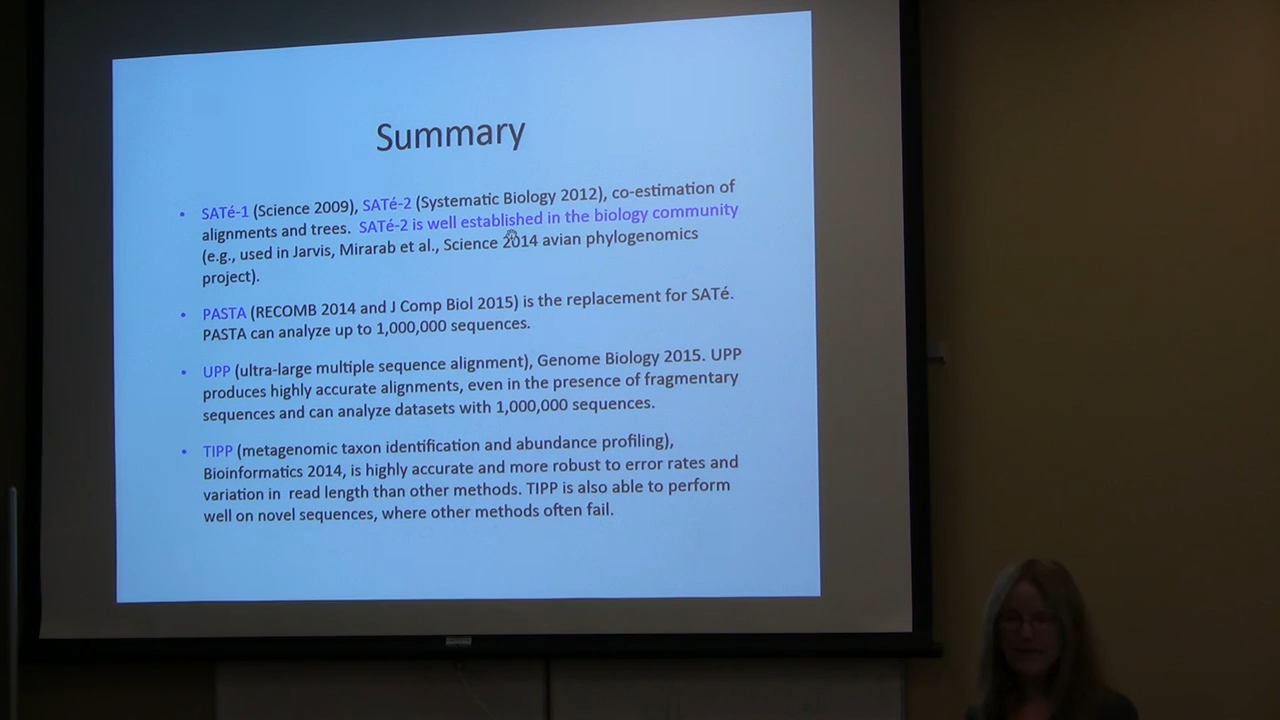 Summary
• SATé-1 (Science 2009), SATé-2 (Systematic Biology 2012), co-estimation of
alignments and trees. SATé-2 is well established in the biology community
(e.g., used in Jarvis, Mirarab et al., Science 2014 avian phylogenomics
project).
• PASTA (RECOMB 2014 and J Comp Biol 2015) is the replacement for SATé.
PASTA can analyze up to 1,000,000 sequences.
• UPP (ultra-large multiple sequence alignment), Genome Biology 2015. UPP
produces highly accurate alignments, even in the presence of fragmentary
sequences and can analyze datasets with 1,000,000 sequences.
• TIPP (metagenomic taxon identification and abundance profiling),
Bioinformatics 2014, is highly accurate and more robust to error rates and
variation in read length than other methods. TIPP is also able to perform
well on novel sequences, where other methods often fail.